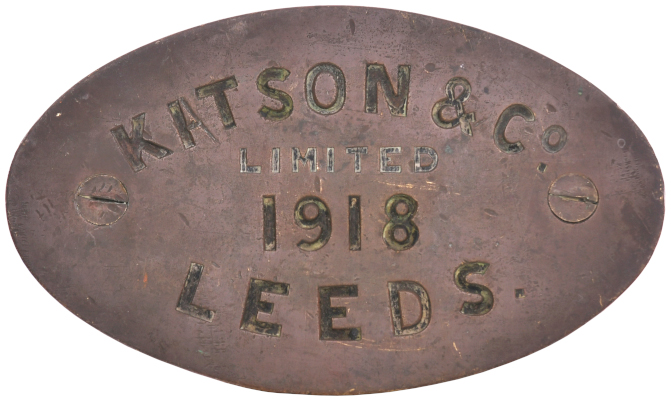 KITSON & Co.
LIMITED
1918
LEEDS.